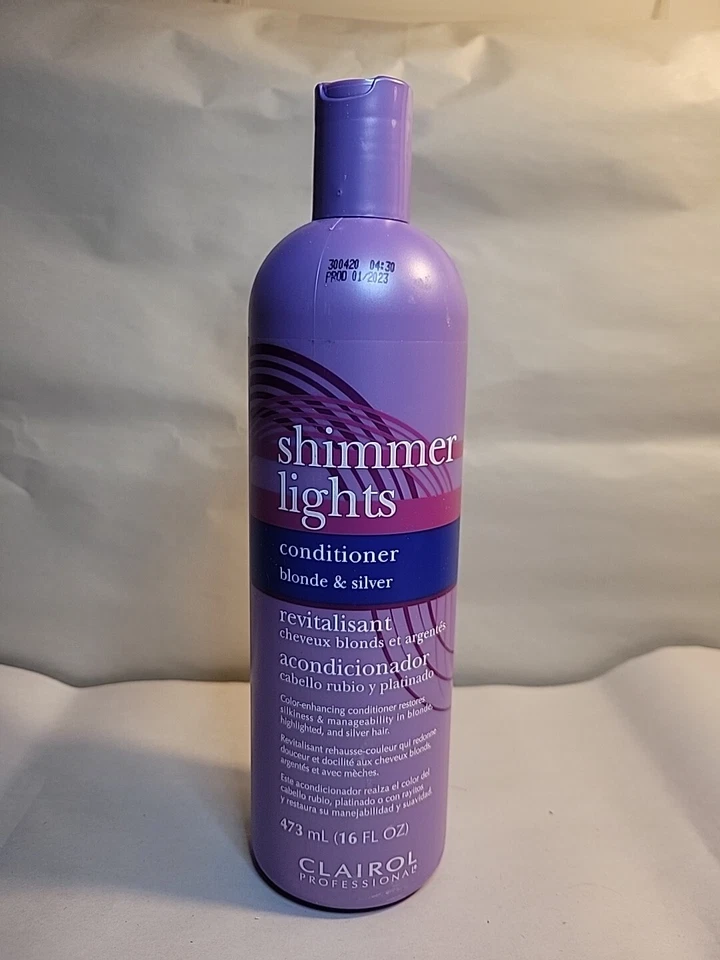 300420 04:30
PROD 01/2023
shimmer
lights
conditioner
blonde & silver
revitalisant
cheveux blonds et argentés
acondicionador
cabello rubio y platinado
Color-enhancing conditioner restores
silkiness & manageability in blonde,
highlighted, and silver hair.
Revitalisant rehausse-couleur qui redonne
douceur et docilité aux cheveux blonds,
argentés et avec mèches.
Este acondicionador realza el color del
cabello rubio, platinado o con rayitos
y restaura su manejabilidad y suavidad.
473 mL (16 FL OZ)
CLAIROL
PROFESSIONAL®